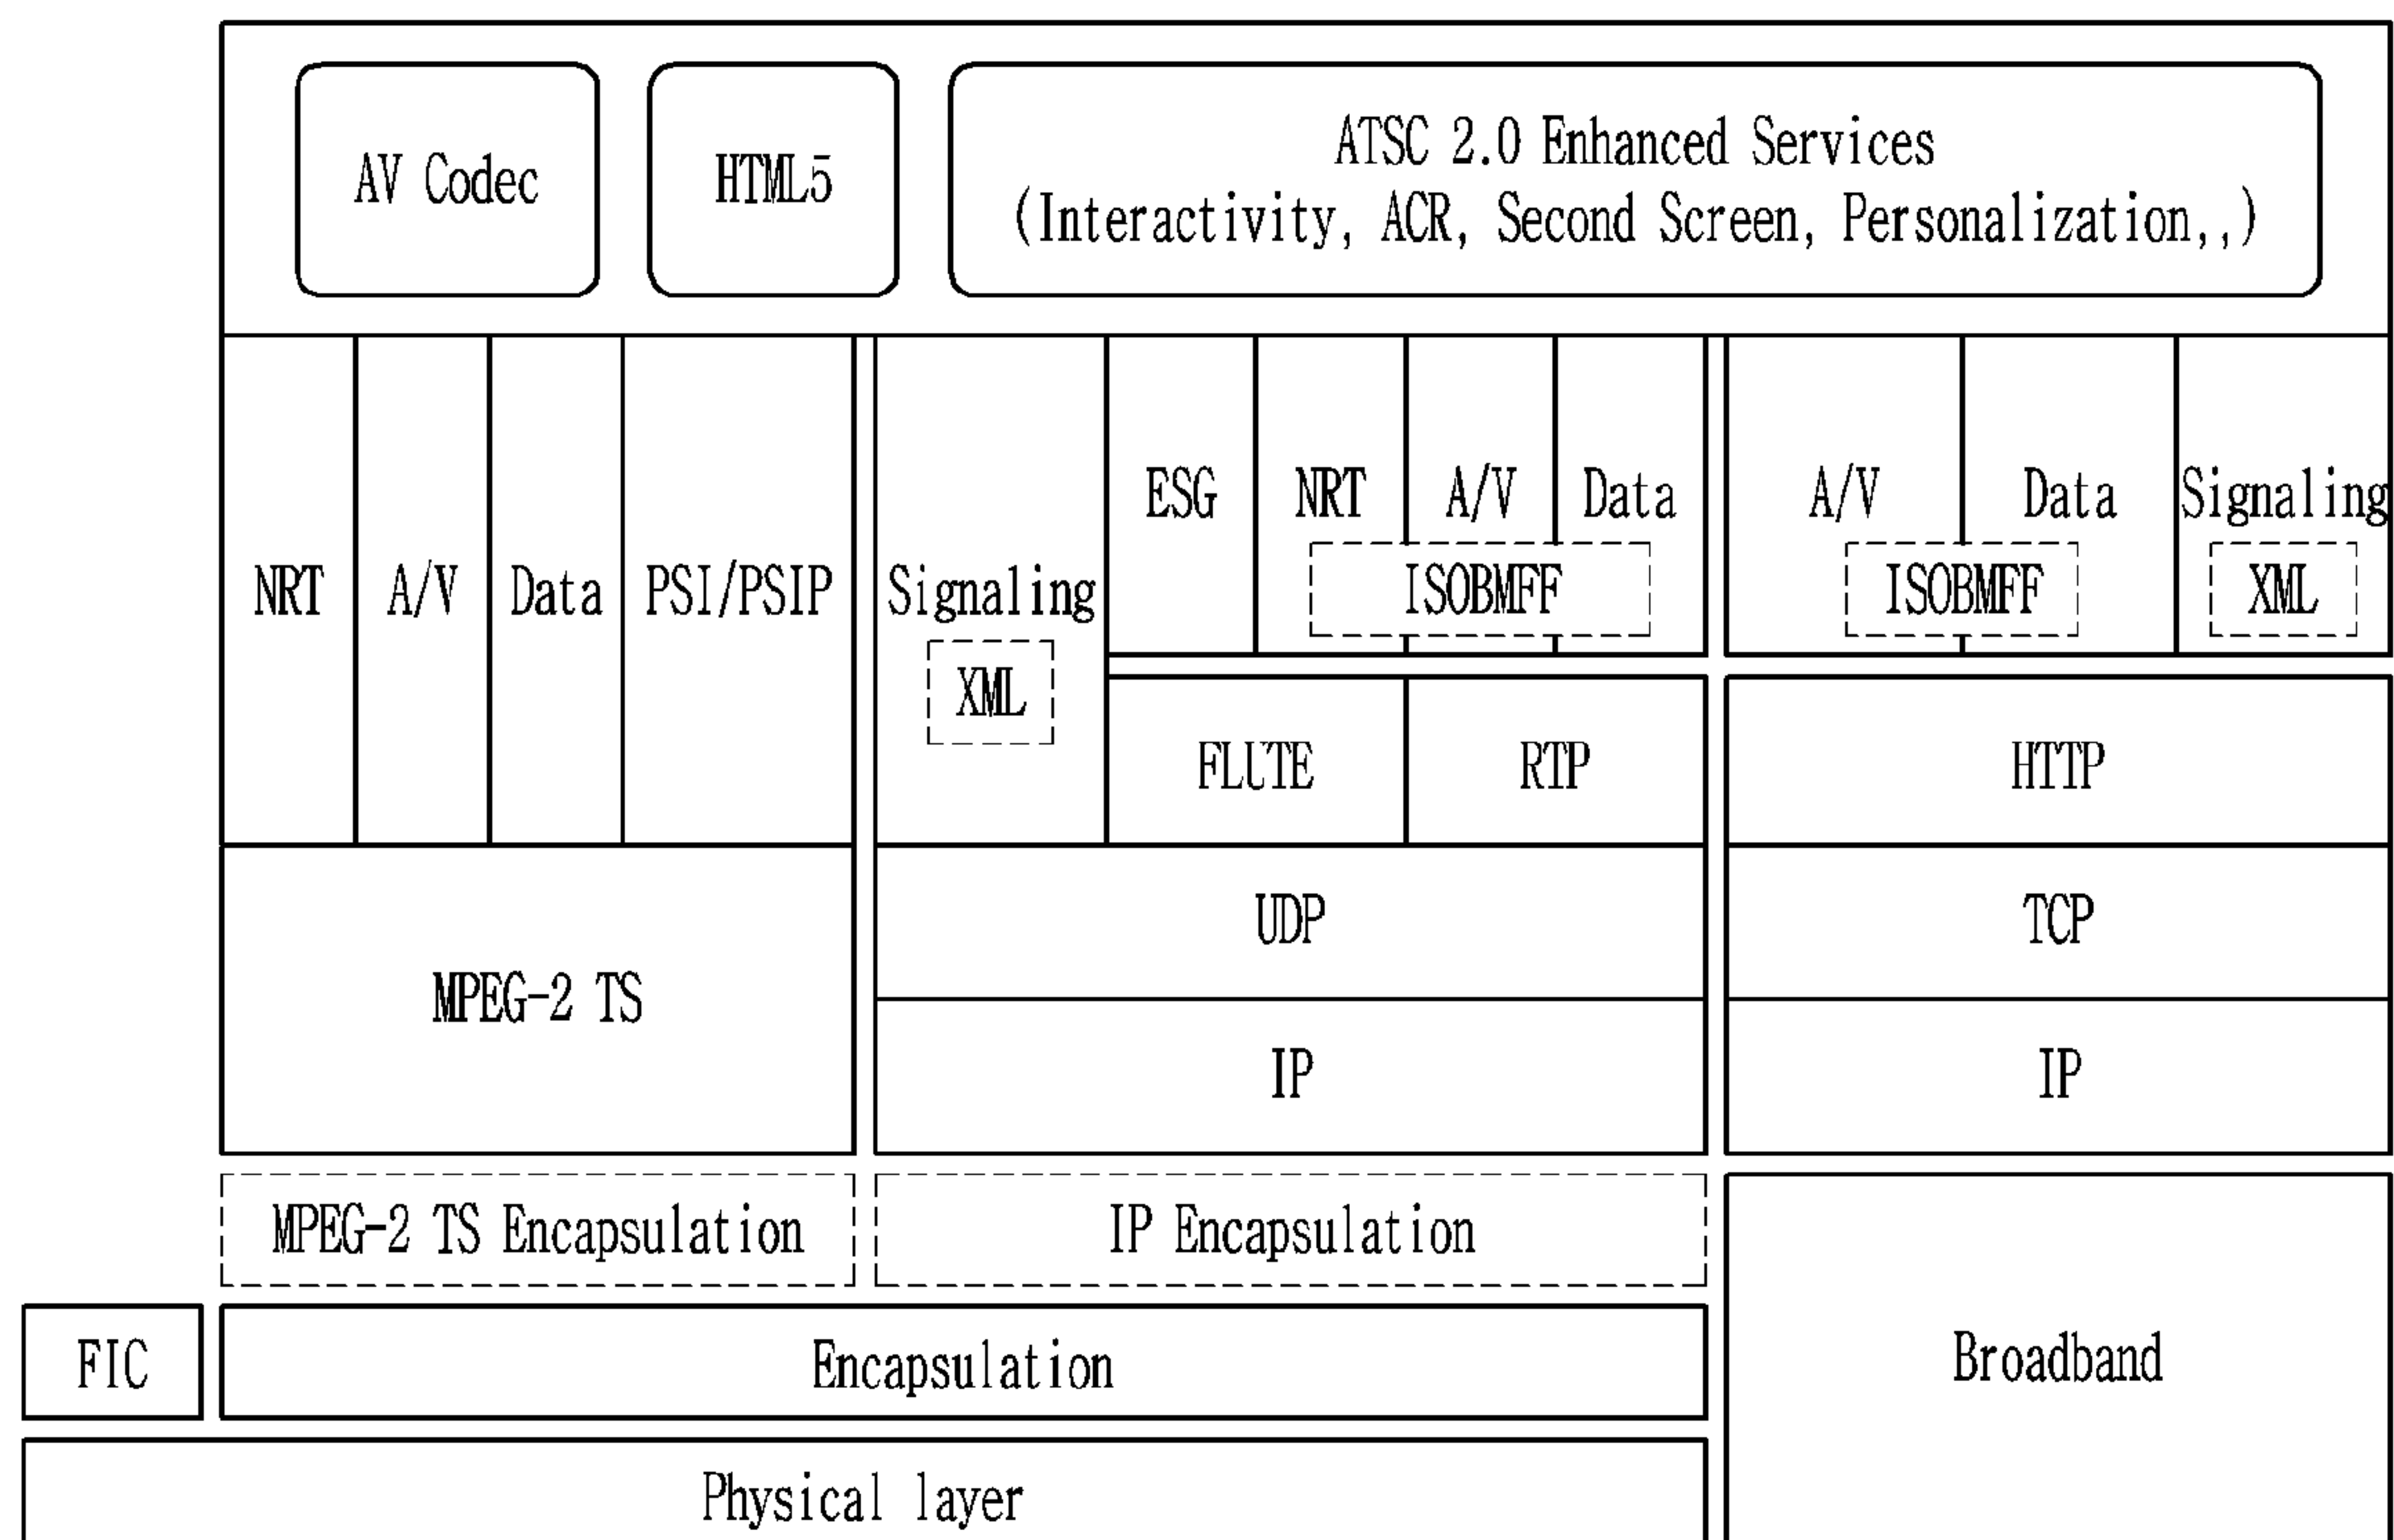 AV Codec
HTML5
ATSC 2.0 Enhanced Services
(Interactivity, ACR, Second Screen, Personalization,,)
NRT
A/V
Data
PSI/PSIP
Signaling
XML
ESG
NRT
A/V
Data
ISOBMFF
A/V
Data
ISOBMFF
Signaling
XML
FLUTE
RTP
HTTP
MPEG-2 TS
UDP
TCP
IP
IP
MPEG-2 TS Encapsulation
IP Encapsulation
Broadband
FIC
Encapsulation
Physical layer